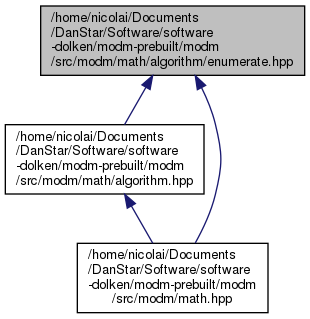 /home/nicolai/Documents
/DanStar/Software/software
-dolken/modm-prebuilt/modm
/src/modm/math/algorithm/enumerate.hpp
/home/nicolai/Documents
/DanStar/Software/software
-dolken/modm-prebuilt/modm
/src/modm/math/algorithm.hpp
/home/nicolai/Documents
/DanStar/Software/software
-dolken/modm-prebuilt/modm
/src/modm/math.hpp